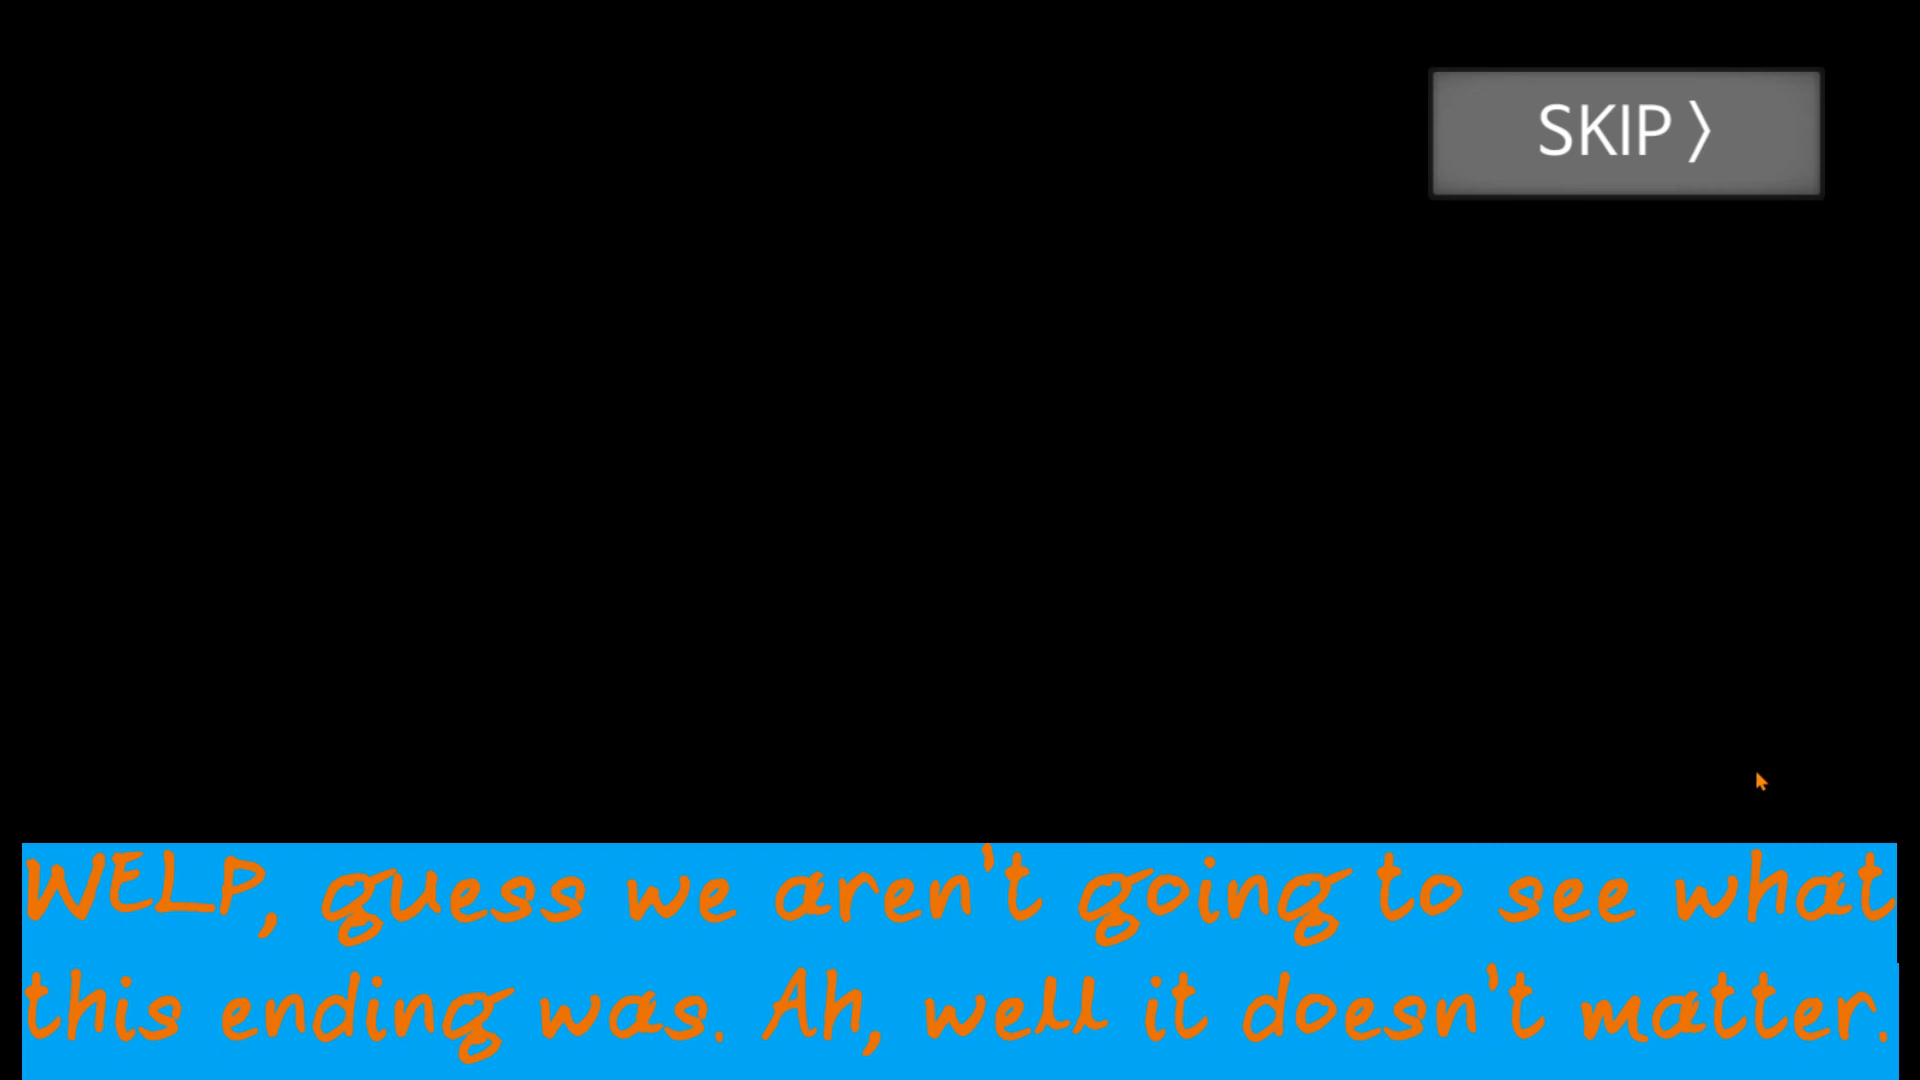 SKIP 〉
WELP, guess we aren't going to see what
this ending was. Ah, well it doesn't matter.